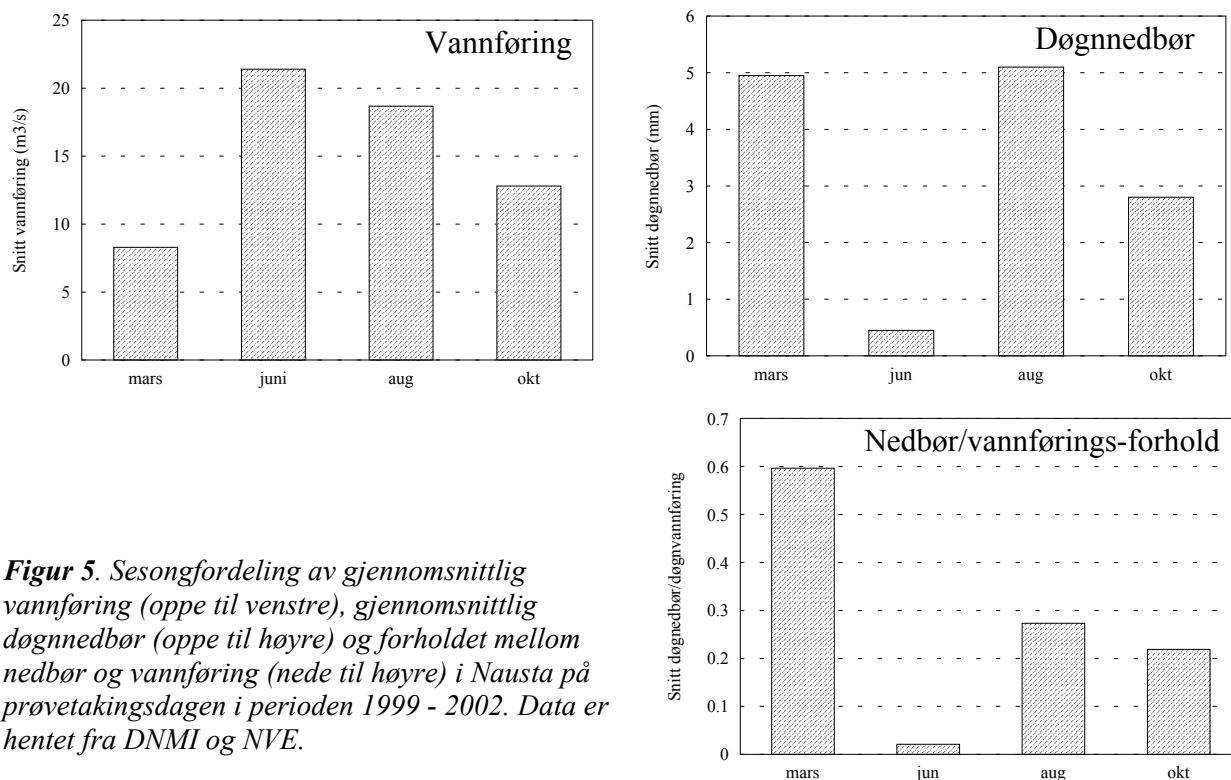 Vannføring
Snitt vannføring (m3/s)
25
20
15
10
5
0
mars juni aug okt
Døgnnedbør
Snitt døgnnedbør (mm)
6
5
4
3
2
1
0
mars jun aug okt
Nedbør/vannførings-forhold
Snitt døgnedbør/døgnvannføring
0.7
0.6
0.5
0.4
0.3
0.2
0.1
0
mars jun aug okt
Figur 5. Sesongfordeling av gjennomsnittlig
vannføring (oppe til venstre), gjennomsnittlig
døgnnedbør (oppe til høyre) og forholdet mellom
nedbør og vannføring (nede til høyre) i Nausta på
prøvetakingsdagen i perioden 1999 - 2002. Data er
hentet fra DNMI og NVE.